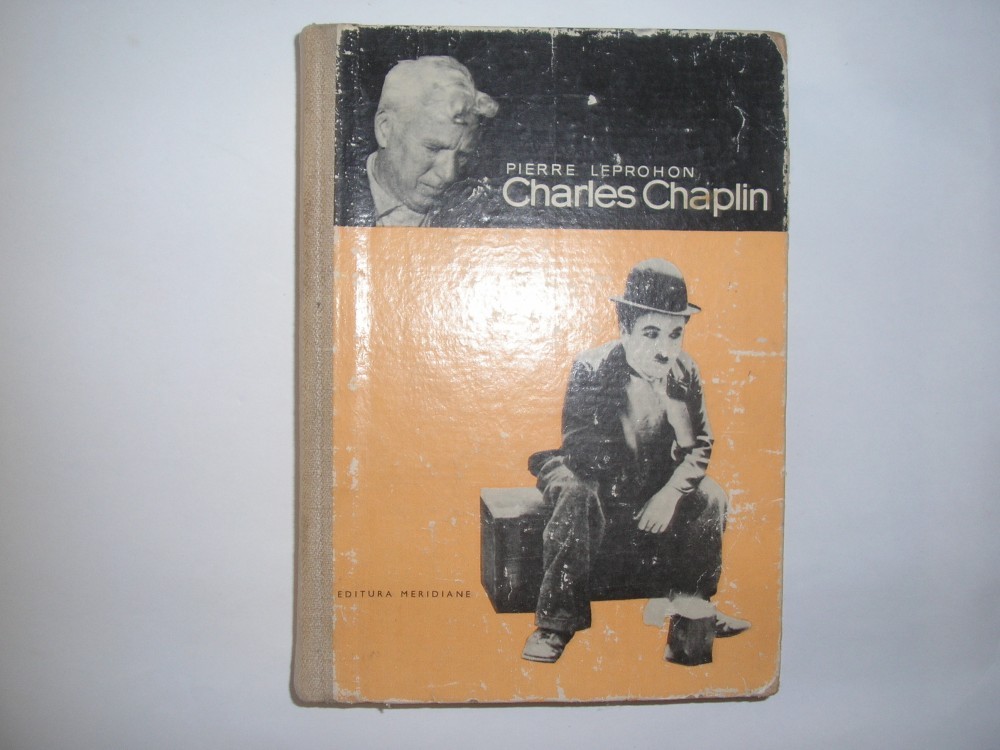 PIERRE LEPROHON
Charles Chaplin
EDITURA MERIDIANE